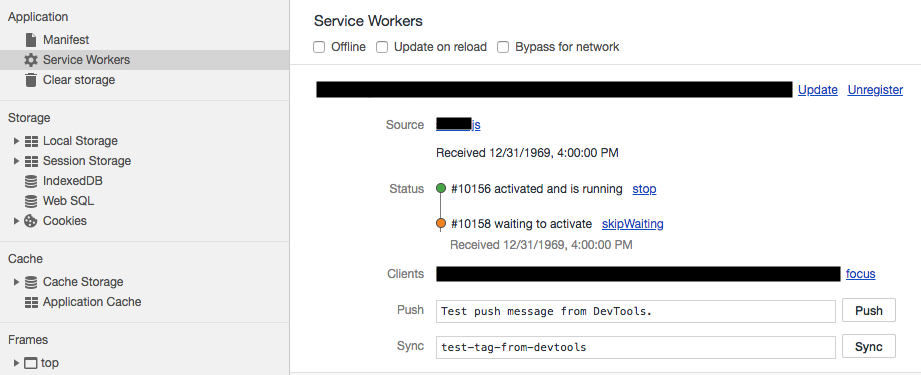 Application
Manifest
Service Workers
Clear storage
Storage
Local Storage
Session Storage
IndexedDB
Web SQL
Cookies
Cache
Cache Storage
Application Cache
Frames
top
Service Workers
Offline Update on reload Bypass for network
Update Unregister
Source js
Received 12/31/1969, 4:00:00 PM
Status #10156 activated and is running stop
#10158 waiting to activate skipWaiting
Received 12/31/1969, 4:00:00 PM
Clients focus
Push Test push message from DevTools. Push
Sync test-tag-from-devtools Sync